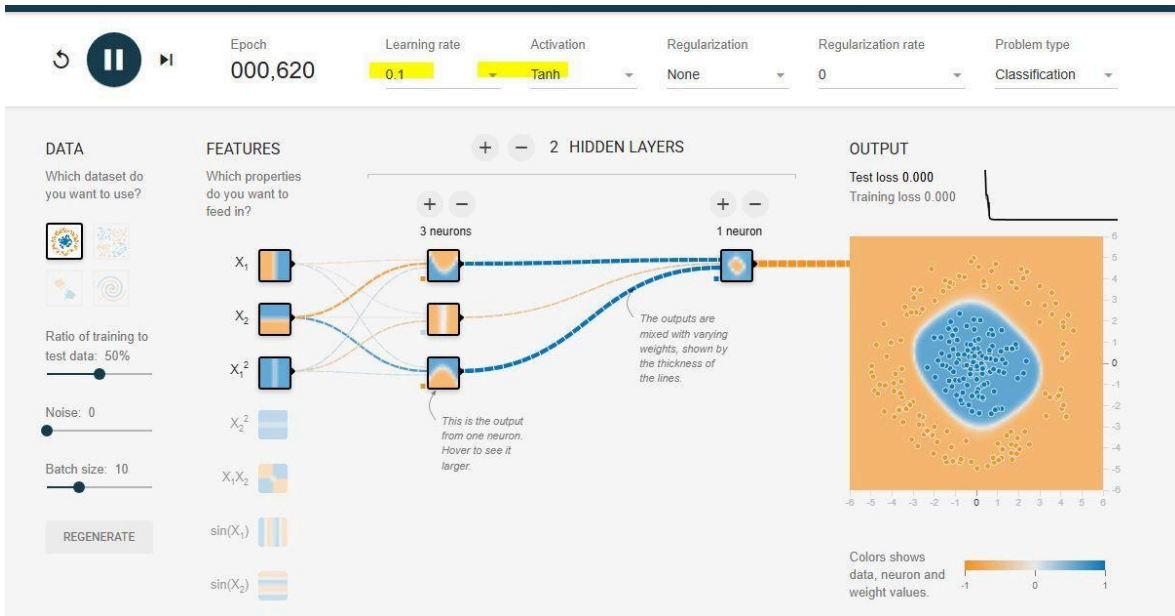 Epoch
000,620
Learning rate
0.1
Activation
Tanh
Regularization
None
Regularization rate
0
Problem type
Classification
DATA
Which dataset do
you want to use?
Ratio of training to
test data: 50%
Noise: 0
Batch size: 10
REGENERATE
FEATURES
Which properties
do you want to
feed in?
X₁
X₂
X₁²
X₂²
X₁X₂
sin(X₁)
sin(X₂)
+ − 2 HIDDEN LAYERS
+ −
3 neurons
+ −
1 neuron
The outputs are
mixed with varying
weights, shown by
the thickness of
the lines.
This is the output
from one neuron.
Hover to see it
larger.
OUTPUT
Test loss 0.000
Training loss 0.000
6
5
4
3
2
1
0
-1
-2
-3
-4
-5
-6
-6 -5 -4 -3 -2 -1 0 1 2 3 4 5 6
Colors shows
data, neuron and
weight values.
-1 0 1